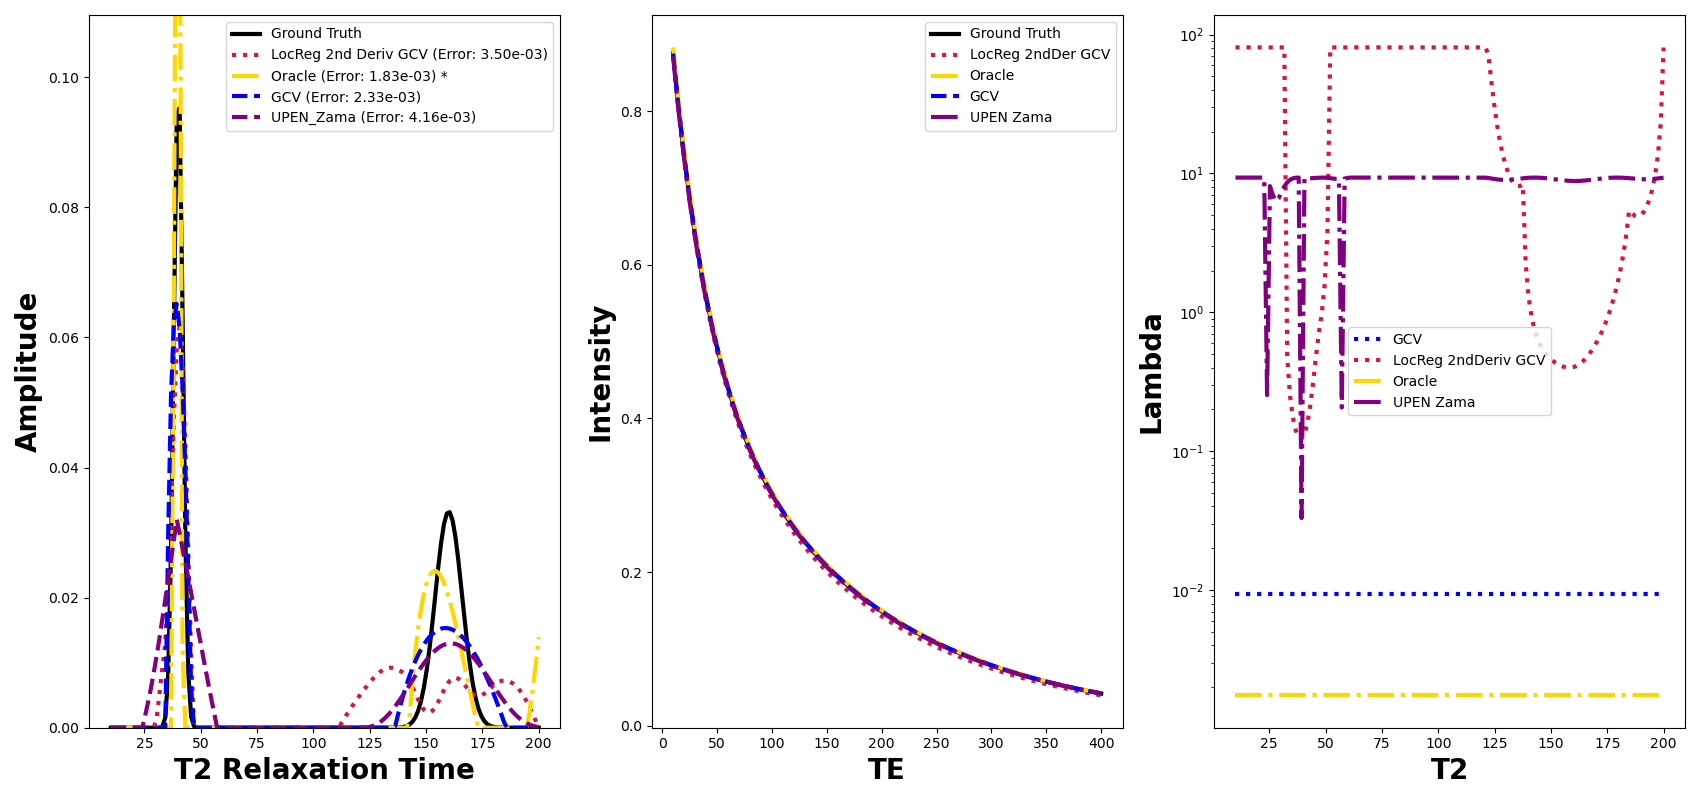 Ground Truth
LocReg 2nd Deriv GCV (Error: 3.50e-03)
Oracle (Error: 1.83e-03) *
GCV (Error: 2.33e-03)
UPEN_Zama (Error: 4.16e-03)
0.10
0.08
0.06
0.04
0.02
0.00
25 50 75 100 125 150 175 200
Amplitude
T2 Relaxation Time
Ground Truth
LocReg 2ndDer GCV
Oracle
GCV
UPEN Zama
0.8
0.6
0.4
0.2
0.0
0 50 100 150 200 250 300 350 400
Intensity
TE
10²
10¹
10⁰
10⁻¹
10⁻²
GCV
LocReg 2ndDeriv GCV
Oracle
UPEN Zama
25 50 75 100 125 150 175 200
Lambda
T2